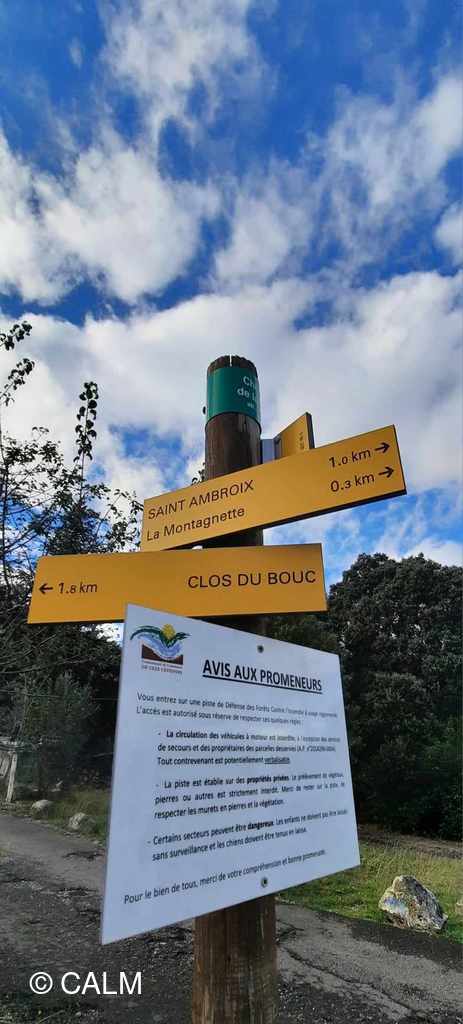 SAINT AMBROIX 1.0 km →
La Montagnette 0.3 km →
← 1.8 km CLOS DU BOUC
AVIS AUX PROMENEURS
Vous entrez sur une piste de Défense des Forêts Contre l'Incendie à usage réglementé.
L'accès est autorisé sous réserve de respecter ces quelques règles :
- La circulation des véhicules à moteur est interdite, à l'exception des services
de secours et des propriétaires des parcelles desservies
Tout contrevenant est potentiellement verbalisable.
- La piste est établie sur des propriétés privées. Le prélèvement de végétaux,
pierres ou autres est strictement interdit. Merci de rester sur la piste, de
respecter les murets en pierres et la végétation.
- Certains secteurs peuvent être dangereux. Les enfants ne doivent pas être laissés
sans surveillance et les chiens doivent être tenus en laisse.
Pour le bien de tous, merci de votre compréhension et bonne promenade.
© CALM